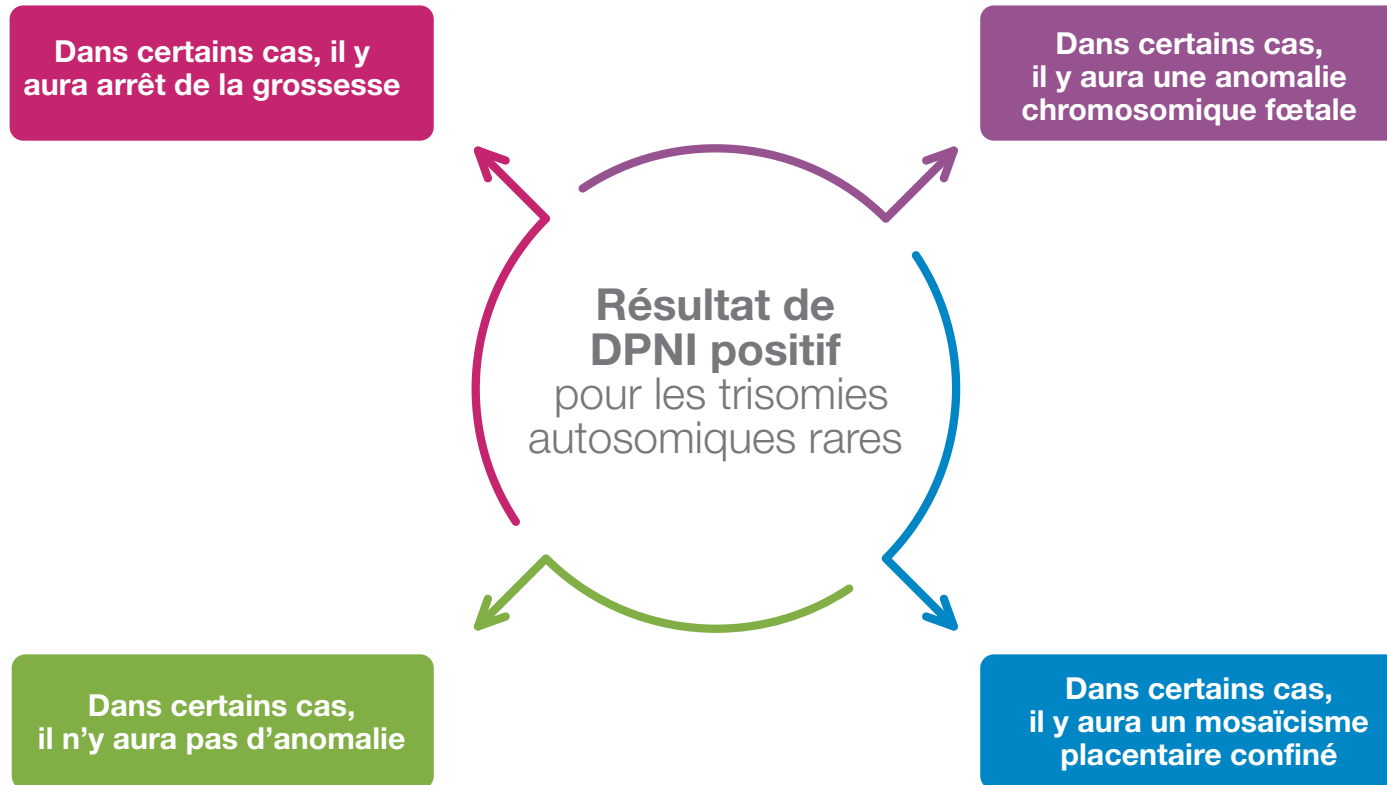 Dans certains cas, il y
aura arrêt de la grossesse
Dans certains cas,
il y aura une anomalie
chromosomique fœtale
Résultat de
DPNI positif
pour les trisomies
autosomiques rares
Dans certains cas,
il n’y aura pas d’anomalie
Dans certains cas,
il y aura un mosaïcisme
placentaire confiné